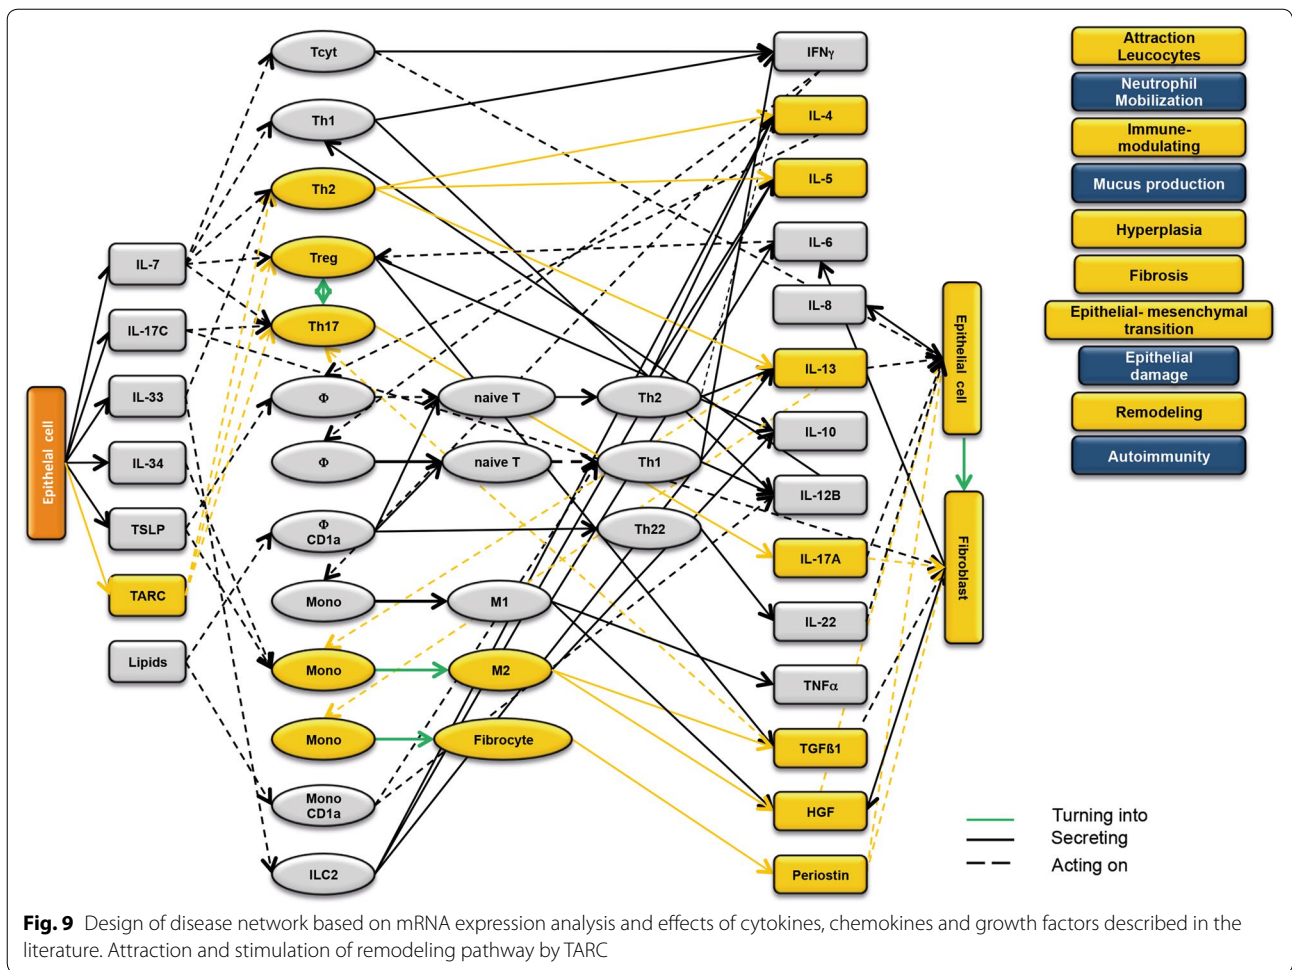 Epithelal cell
IL-7
IL-17C
IL-33
IL-34
TSLP
TARC
Lipids
Tcyt
Th1
Th2
Treg
Th17
Φ
Φ
Φ
CD1a
Mono
Mono
Mono
Mono
CD1a
ILC2
naive T
naive T
M1
M2
Fibrocyte
Th2
Th1
Th22
IFNγ
IL-4
IL-5
IL-6
IL-8
IL-13
IL-10
IL-12B
IL-17A
IL-22
TNFα
TGFß1
HGF
Periostin
Epithelial cell
Fibroblast
Attraction
Leucocytes
Neutrophil
Mobilization
Immune-
modulating
Mucus production
Hyperplasia
Fibrosis
Epithelial- mesenchymal
transition
Epithelial
damage
Remodeling
Autoimmunity
Turning into
Secreting
Acting on
Fig. 9 Design of disease network based on mRNA expression analysis and effects of cytokines, chemokines and growth factors described in the
literature. Attraction and stimulation of remodeling pathway by TARC